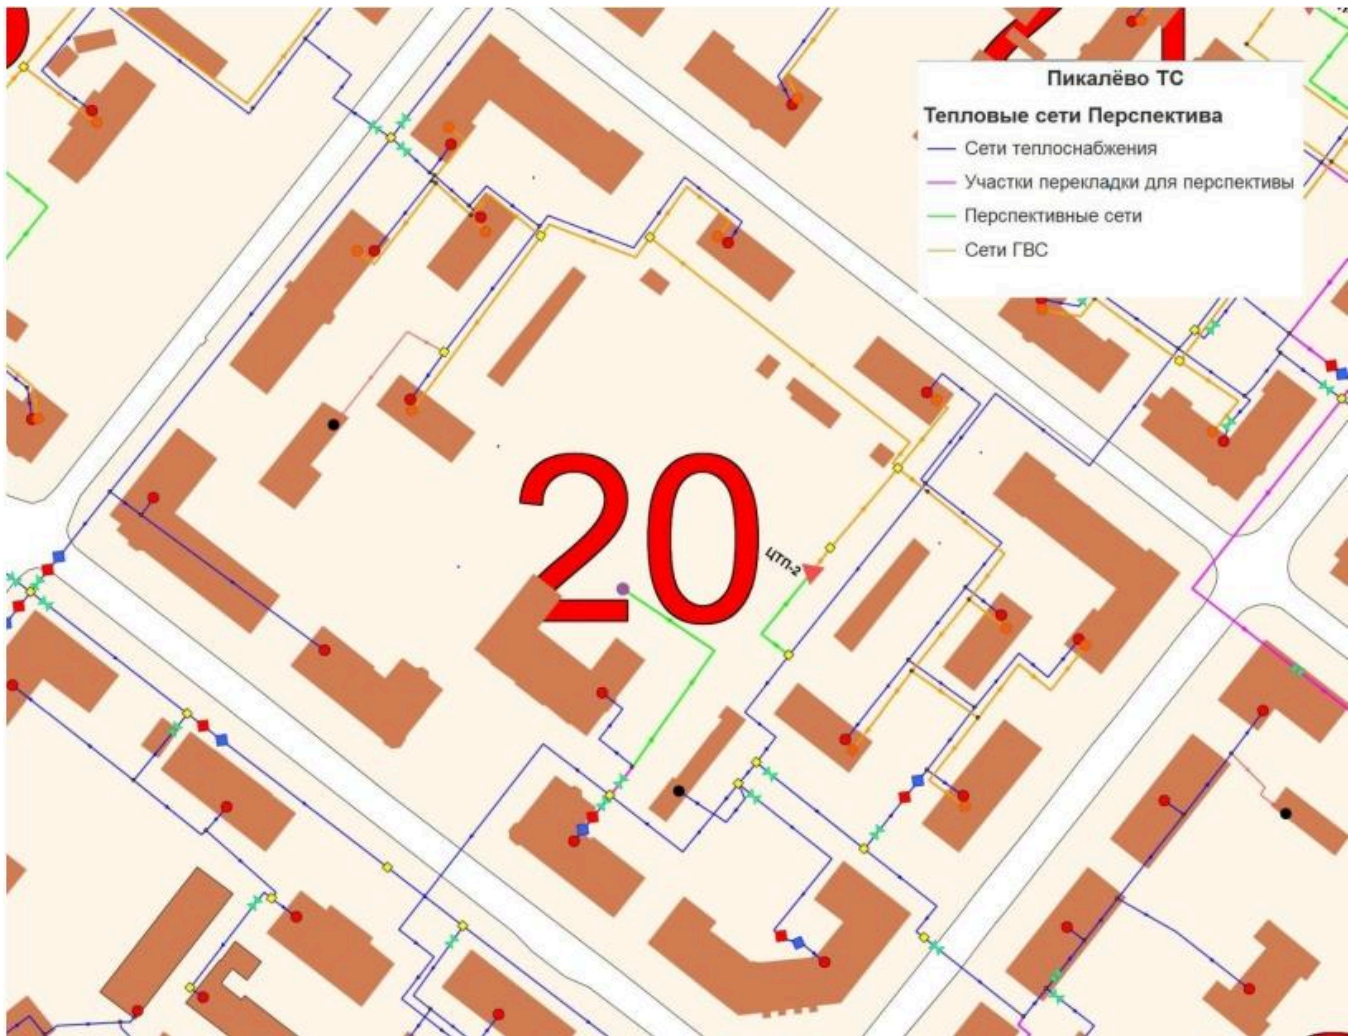 Пикалёво ТС
Тепловые сети Перспектива
Сети теплоснабжения
Участки перекладки для перспективы
Перспективные сети
Сети ГВС
20
ЦТП-2